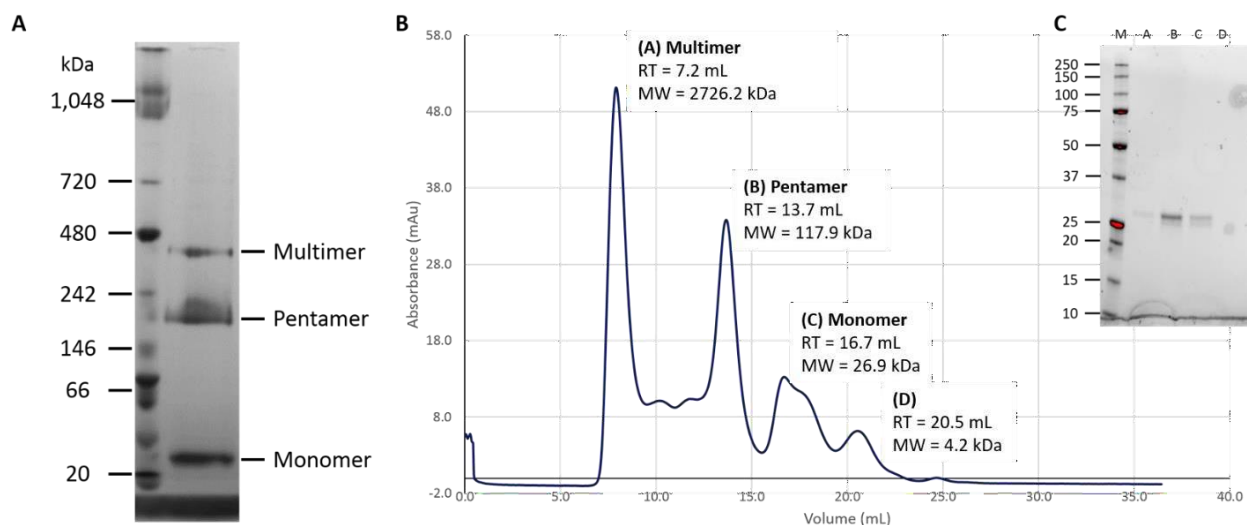 A
kDa
1,048
720
480
242
146
66
20
Multimer
Pentamer
Monomer
B
58.0
48.0
38.0
28.0
18.0
8.0
-2.0
Absorbance (mAu)
0.0 5.0 10.0 15.0 20.0 25.0 30.0 35.0 40.0
Volume (mL)
(A) Multimer
RT = 7.2 mL
MW = 2726.2 kDa
(B) Pentamer
RT = 13.7 mL
MW = 117.9 kDa
(C) Monomer
RT = 16.7 mL
MW = 26.9 kDa
(D)
RT = 20.5 mL
MW = 4.2 kDa
C
M A B C D
250
150
100
75
50
37
25
20
15
10